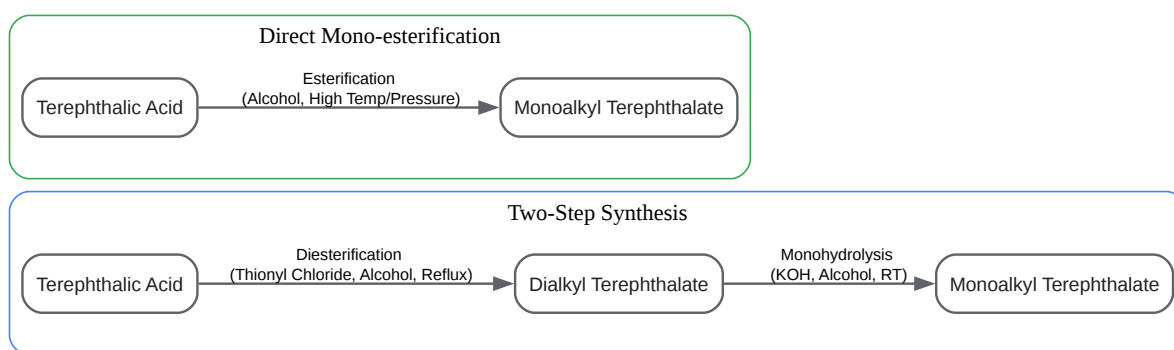 Direct Mono-esterification
Terephthalic Acid
Esterification
(Alcohol, High Temp/Pressure)
Monoalkyl Terephthalate
Two-Step Synthesis
Terephthalic Acid
Diesterification
(Thionyl Chloride, Alcohol, Reflux)
Dialkyl Terephthalate
Monohydrolysis
(KOH, Alcohol, RT)
Monoalkyl Terephthalate